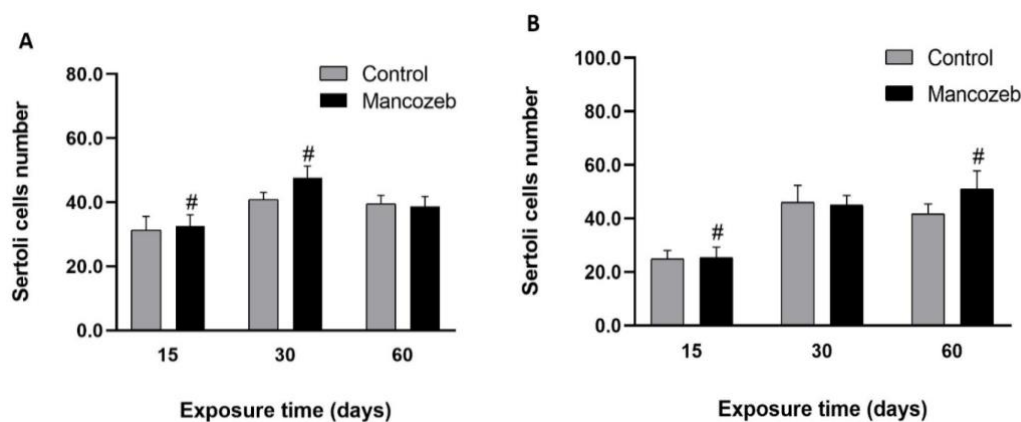 A
Sertoli cells number
80.0
60.0
40.0
20.0
0.0
Control
Mancozeb
#
#
15 30 60
Exposure time (days)
B
Sertoli cells number
100.0
80.0
60.0
40.0
20.0
0.0
Control
Mancozeb
#
#
15 30 60
Exposure time (days)